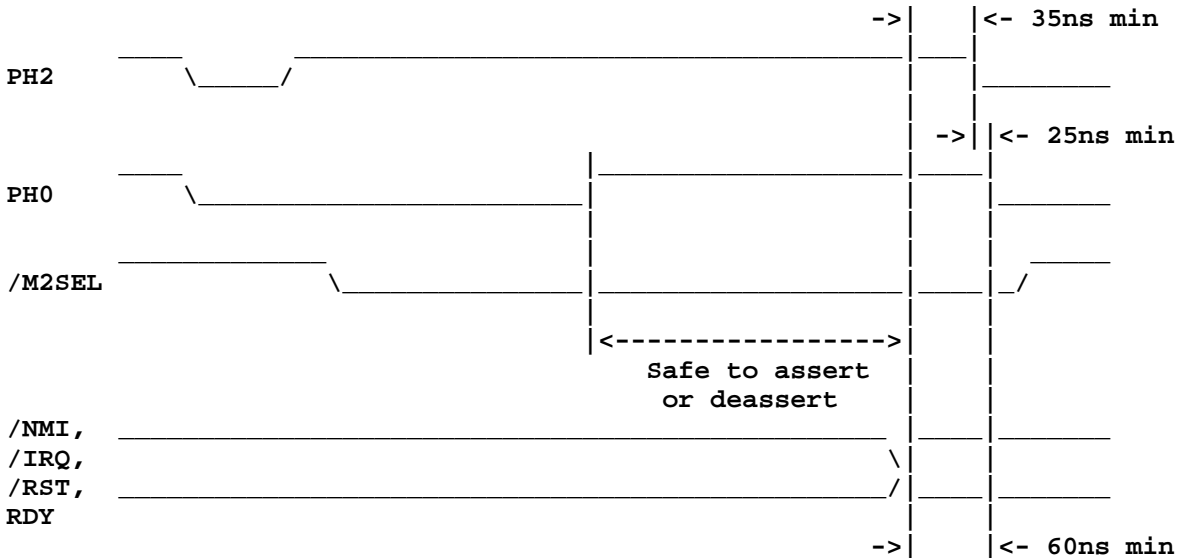 ->| |<- 35ns min
PH2
->||<- 25ns min
PH0
/M2SEL
|<----------------->|
Safe to assert
or deassert
/NMI,
/IRQ,
/RST,
RDY
->| |<- 60ns min